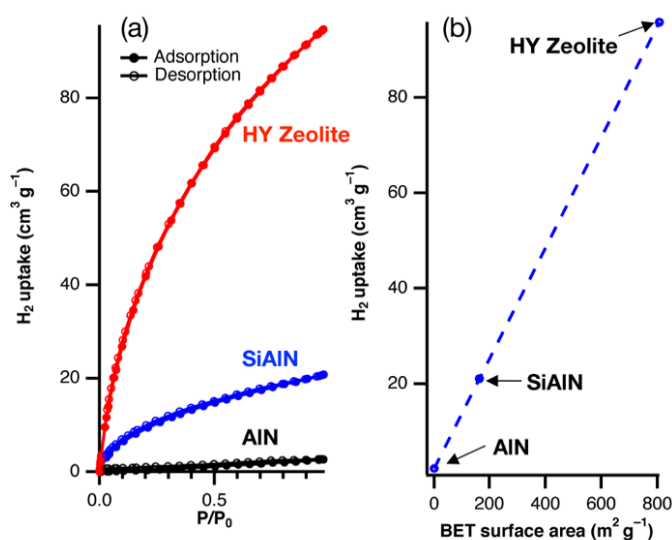 (a)
Adsorption
Desorption
HY Zeolite
SiAlN
AlN
H₂ uptake (cm³ g⁻¹)
80
60
40
20
0
0.0
0.5
P/P₀
(b)
HY Zeolite
SiAlN
AlN
H₂ uptake (cm³ g⁻¹)
80
60
40
20
0
200
400
600
800
BET surface area (m² g⁻¹)